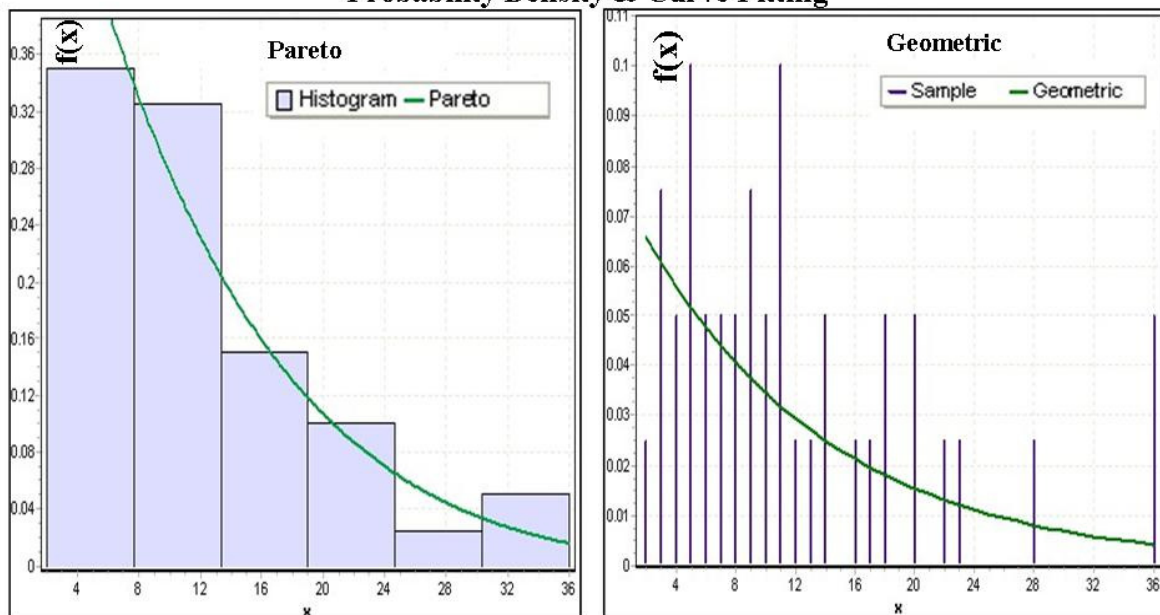 Probability Density & Curve Fitting
f(x)
Pareto
Histogram Pareto
0.36
0.32
0.28
0.24
0.2
0.16
0.12
0.08
0.04
0
4 8 12 16 20 24 28 32 36
x
f(x)
Geometric
Sample Geometric
0.11
0.1
0.09
0.08
0.07
0.06
0.05
0.04
0.03
0.02
0.01
0
4 8 12 16 20 24 28 32 36
x